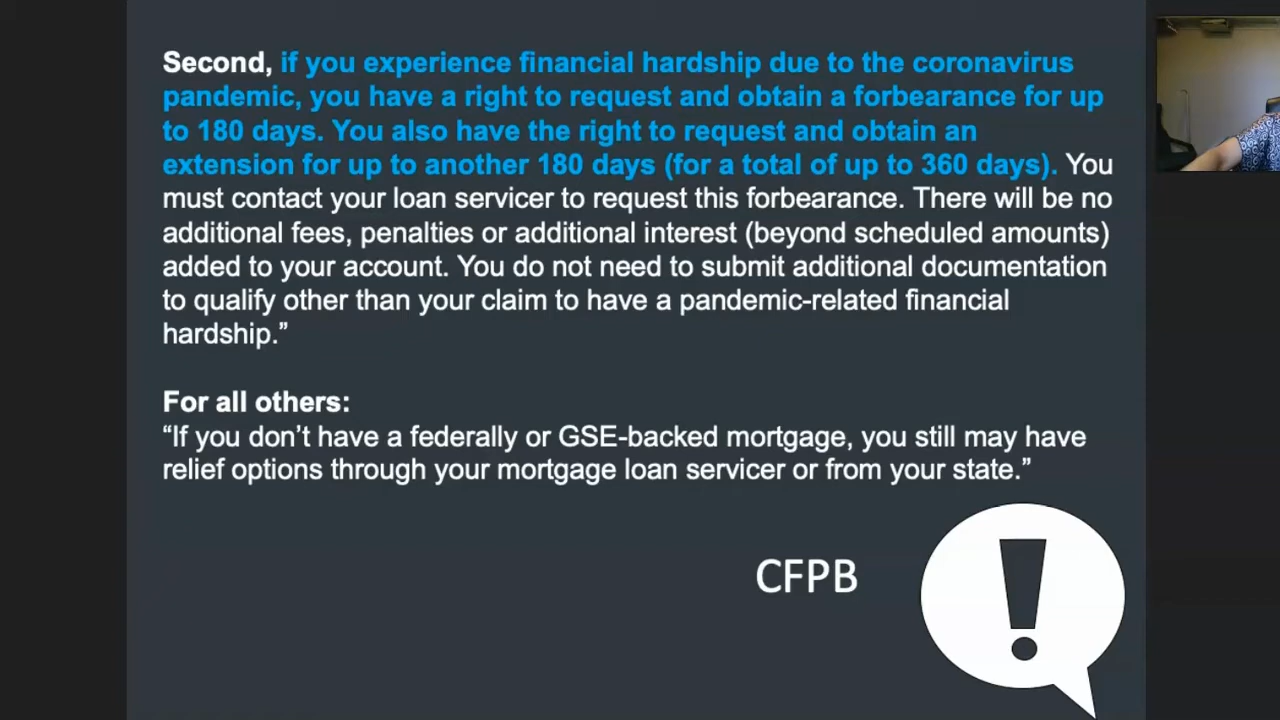 Second, if you experience financial hardship due to the coronavirus
pandemic, you have a right to request and obtain a forbearance for up
to 180 days. You also have the right to request and obtain an
extension for up to another 180 days (for a total of up to 360 days). You
must contact your loan servicer to request this forbearance. There will be no
additional fees, penalties or additional interest (beyond scheduled amounts)
added to your account. You do not need to submit additional documentation
to qualify other than your claim to have a pandemic-related financial
hardship.”
For all others:
“If you don’t have a federally or GSE-backed mortgage, you still may have
relief options through your mortgage loan servicer or from your state.”
CFPB
!